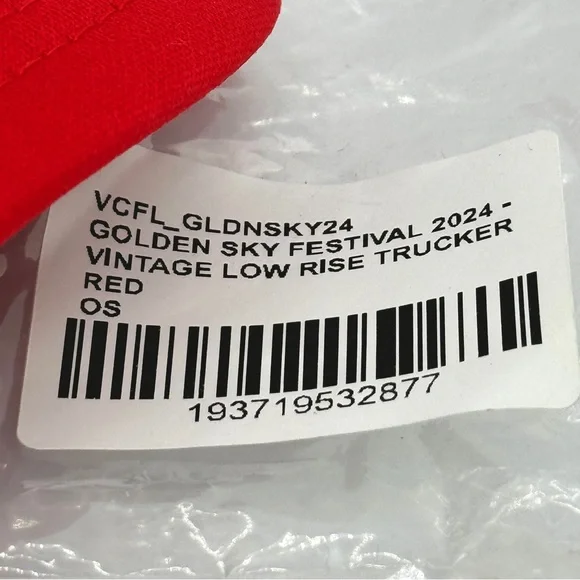 VCFL_GLDNSKY24
GOLDEN SKY FESTIVAL 2024 -
VINTAGE LOW RISE TRUCKER
RED
OS
193719532877